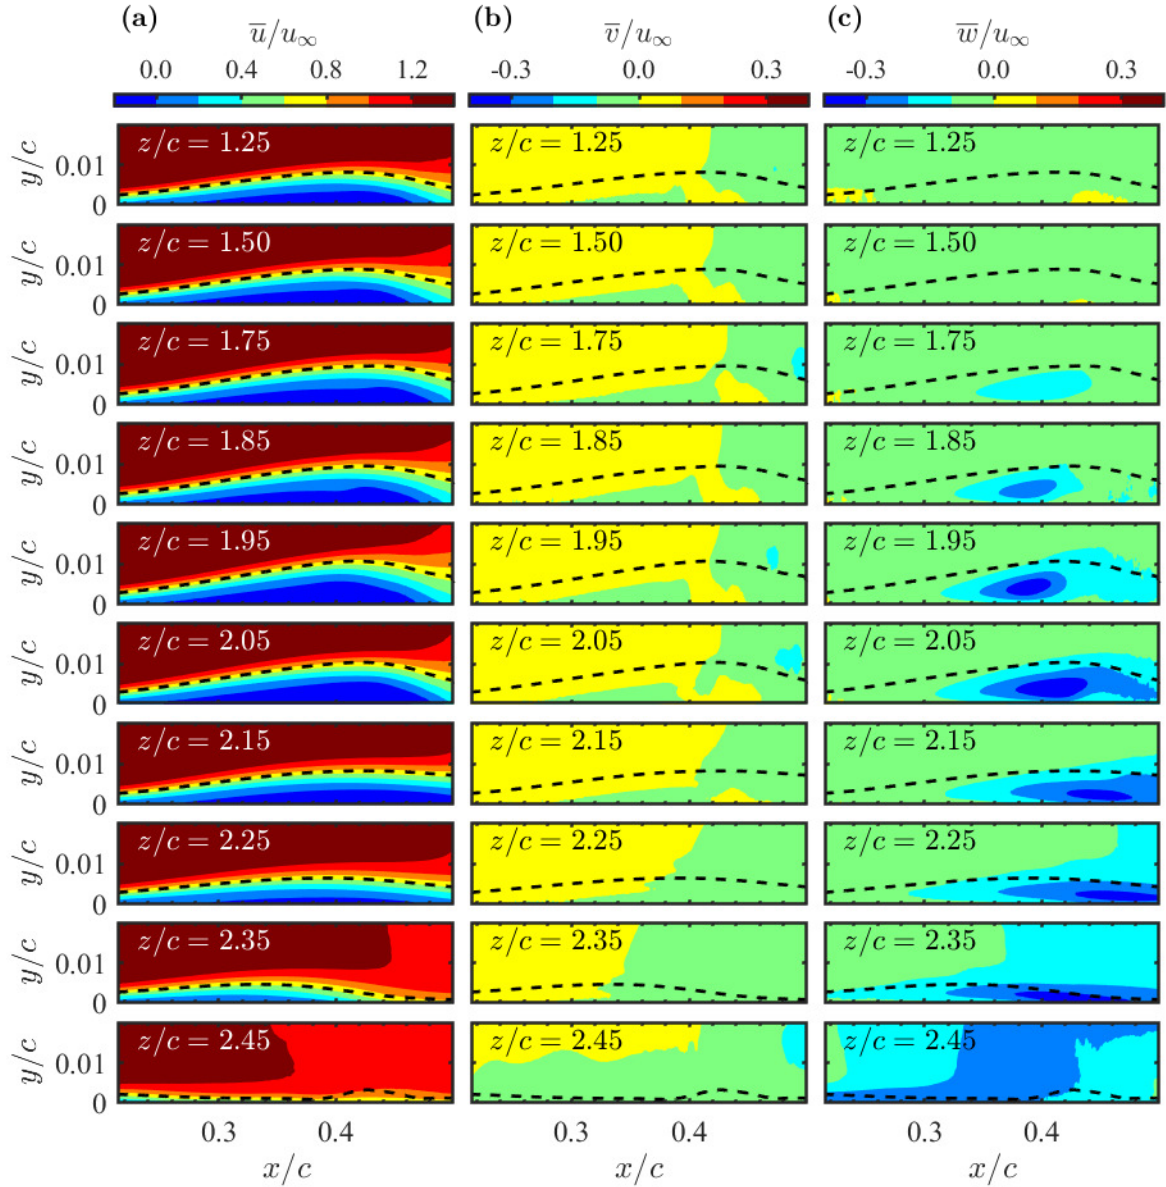 (a) (b) (c)
u̅/u∞ v̅/u∞ w̅/u∞
0.0 0.4 0.8 1.2 -0.3 0.0 0.3 -0.3 0.0 0.3
y/c 0.01 0 z/c = 1.25 z/c = 1.25 z/c = 1.25
y/c 0.01 0 z/c = 1.50 z/c = 1.50 z/c = 1.50
y/c 0.01 0 z/c = 1.75 z/c = 1.75 z/c = 1.75
y/c 0.01 0 z/c = 1.85 z/c = 1.85 z/c = 1.85
y/c 0.01 0 z/c = 1.95 z/c = 1.95 z/c = 1.95
y/c 0.01 0 z/c = 2.05 z/c = 2.05 z/c = 2.05
y/c 0.01 0 z/c = 2.15 z/c = 2.15 z/c = 2.15
y/c 0.01 0 z/c = 2.25 z/c = 2.25 z/c = 2.25
y/c 0.01 0 z/c = 2.35 z/c = 2.35 z/c = 2.35
y/c 0.01 0 z/c = 2.45 z/c = 2.45 z/c = 2.45
0.3 0.4 0.3 0.4 0.3 0.4
x/c x/c x/c